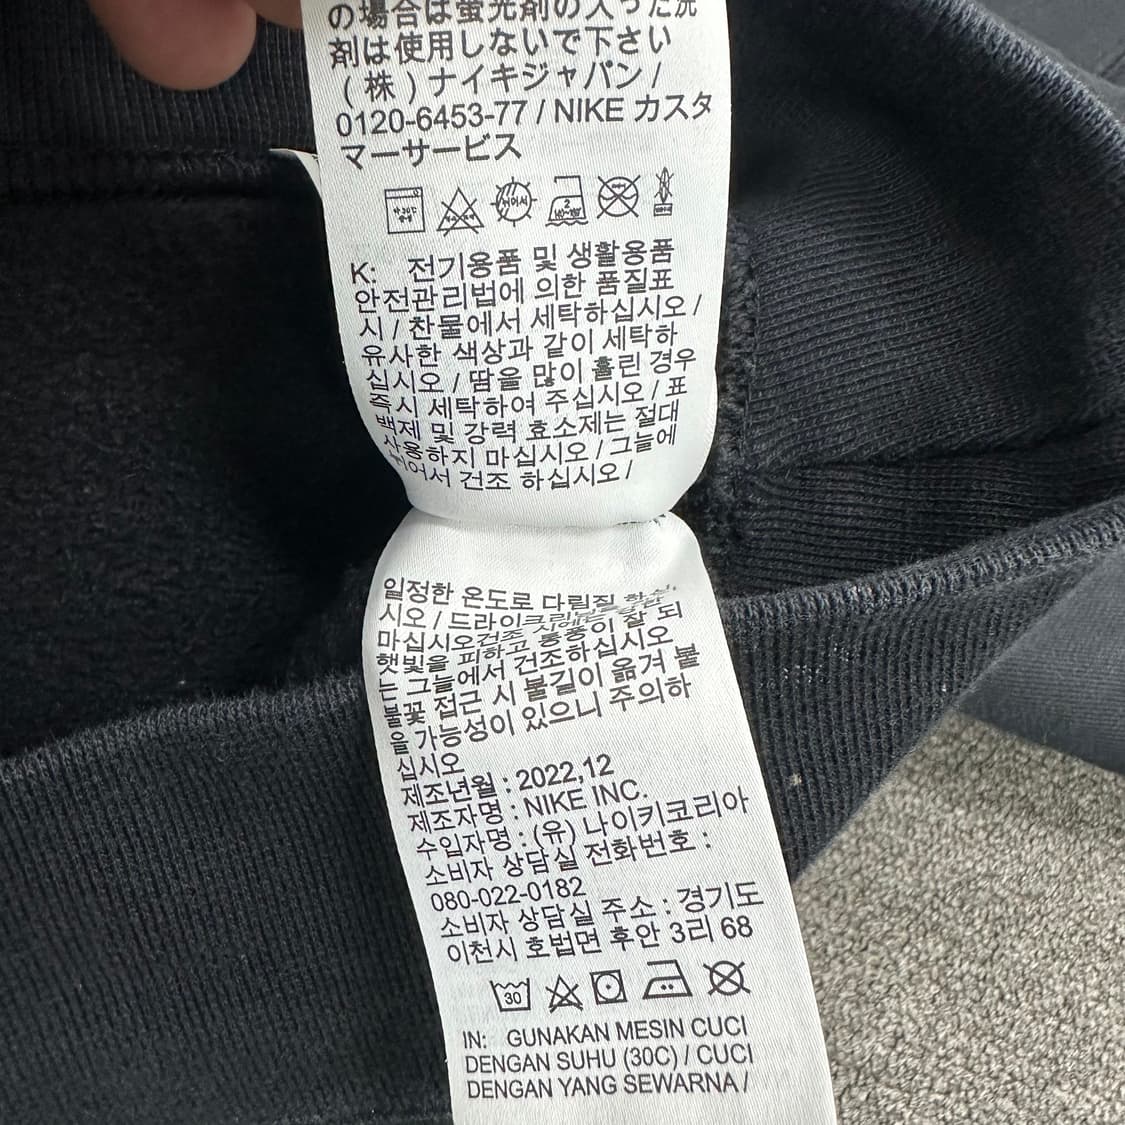 の場合は蛍光剤の入った洗
剤は使用しないで下さい
(株)ナイキジャパン/
0120-6453-77 / NIKE カスタ
マーサービス
K: 전기용품 및 생활용품
안전관리법에 의한 품질표
시 / 찬물에서 세탁하십시오 /
유사한 색상과 같이 세탁하
십시오 / 땀을 많이 흘린 경우
즉시 세탁하여 주십시오 / 표
백제 및 강력 효소제는 절대
사용하지 마십시오 / 그늘에
뉘어서 건조 하십시오 /
일정한 온도로 다림질
시오 / 드라이 잘 되
마십시오 통풍이
햇빛을 피하고
는 그늘에서 건조하십시오
불꽃 접근 시 불길이 옮겨 붙
을 가능성이 있으니 주의하
십시오
제조년월 : 2022,12
제조자명 : NIKE INC.
수입자명 : (유) 나이키코리아
소비자 상담실 전화번호 :
080-022-0182
소비자 상담실 주소 : 경기도
이천시 호법면 후안 3리 68
30
IN: GUNAKAN MESIN CUCI
DENGAN SUHU (30C) / CUCI
DENGAN YANG SEWARNA /